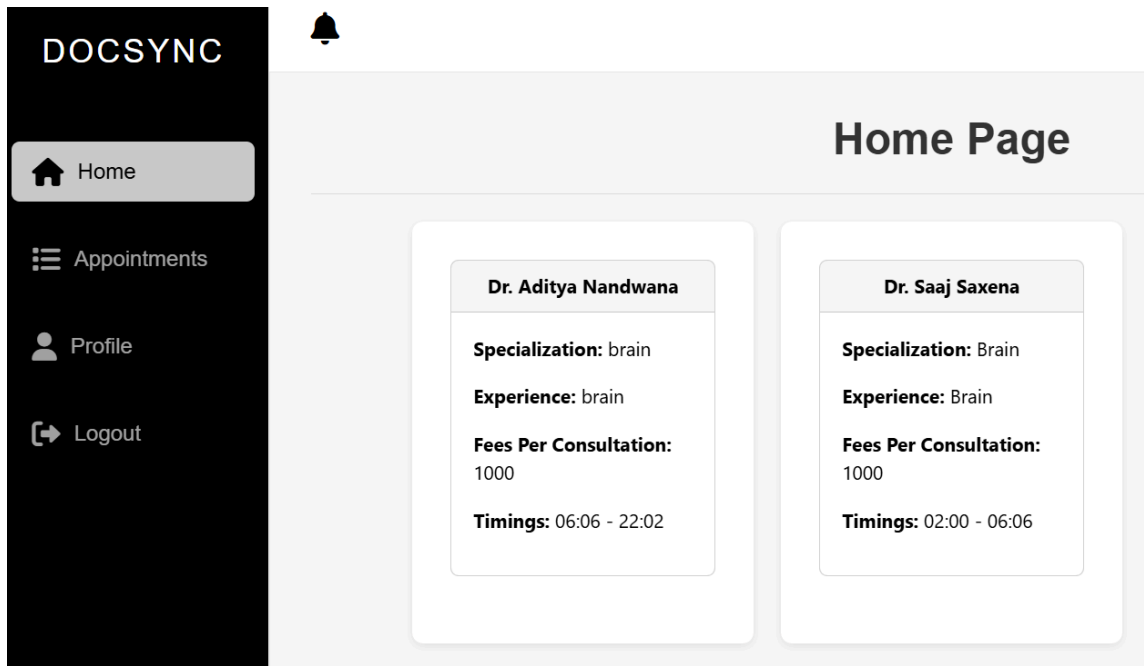 DOCSYNC
Home
Appointments
Profile
Logout
Home Page
Dr. Aditya Nandwana
Specialization: brain
Experience: brain
Fees Per Consultation:
1000
Timings: 06:06 - 22:02
Dr. Saaj Saxena
Specialization: Brain
Experience: Brain
Fees Per Consultation:
1000
Timings: 02:00 - 06:06